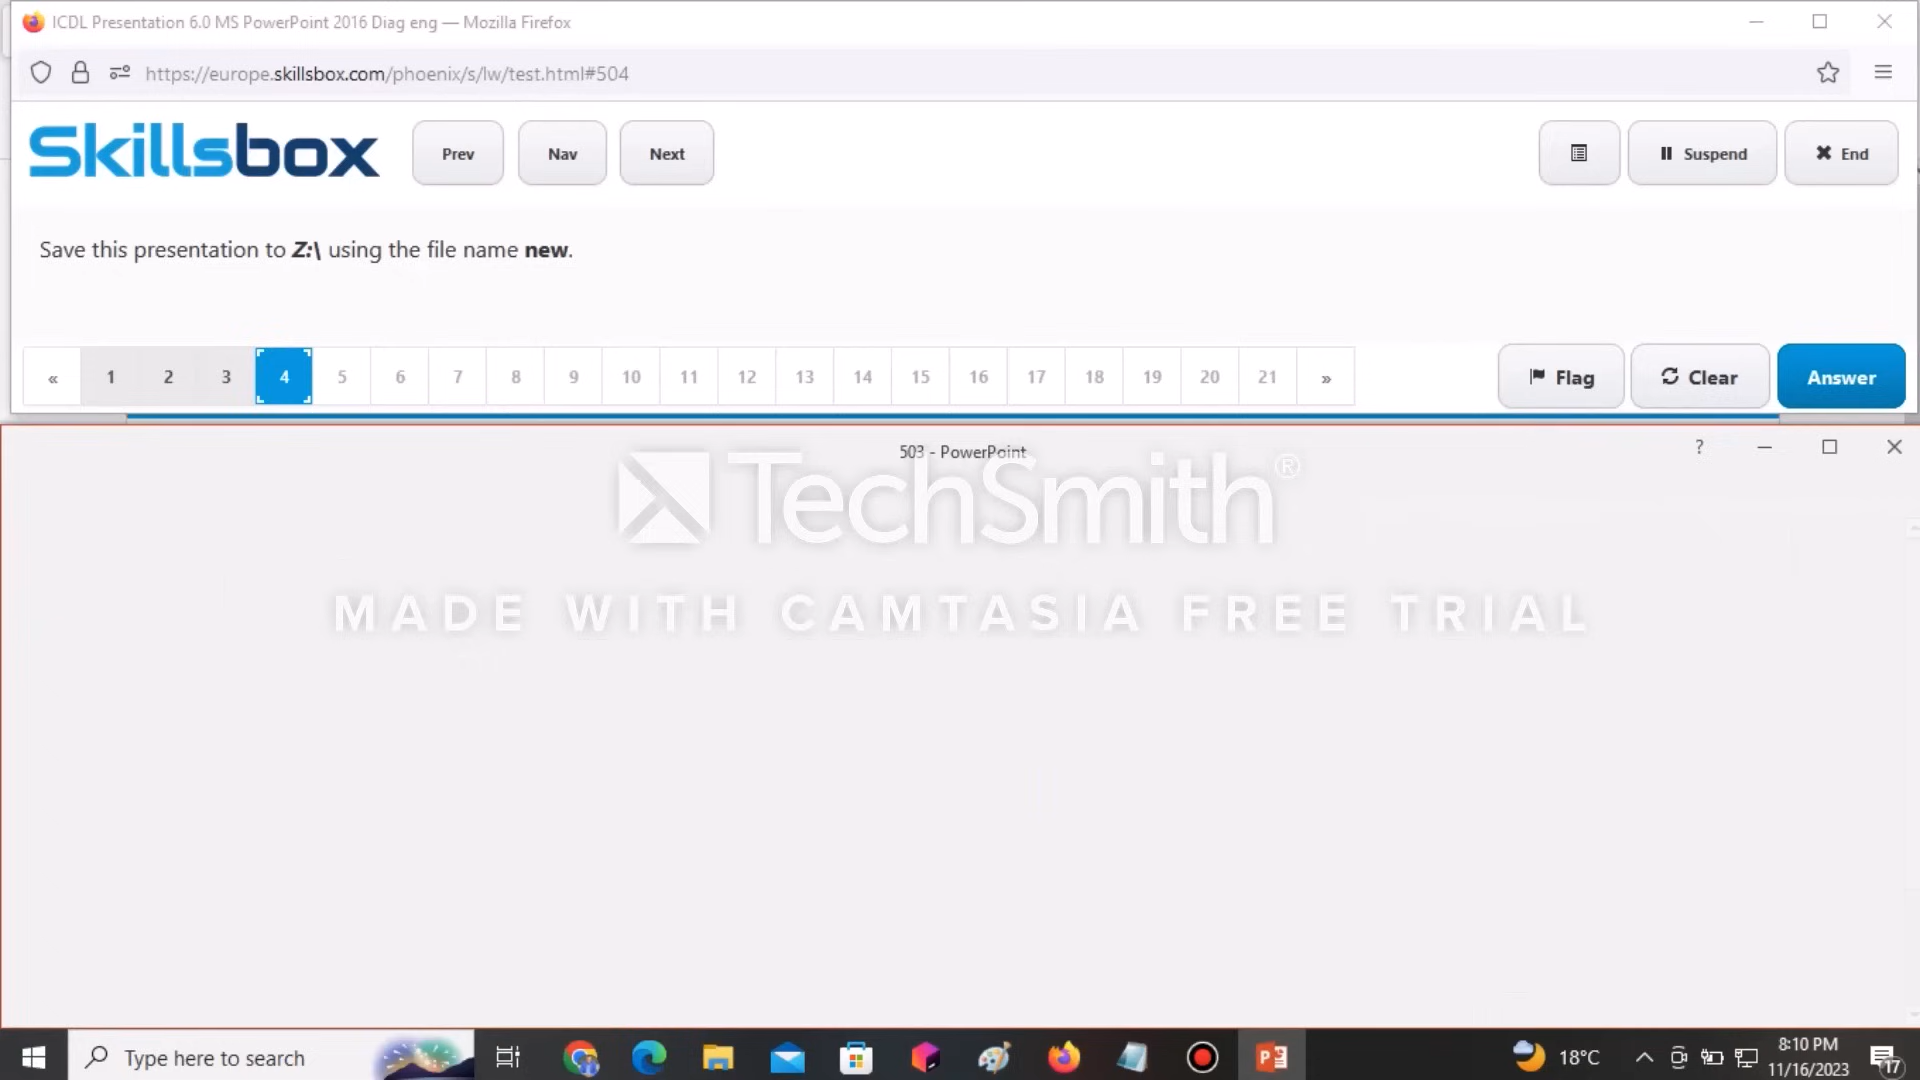 ICDL Presentation 6.0 MS PowerPoint 2016 Diag eng — Mozilla Firefox
https://europe.skillsbox.com/phoenix/s/lw/test.html#504
Skillsbox
Prev
Nav
Next
Suspend
End
Save this presentation to Z:\ using the file name new.
« 1 2 3 4 5 6 7 8 9 10 11 12 13 14 15 16 17 18 19 20 21 »
Flag
Clear
Answer
503 - PowerPoint
?
TechSmith®
MADE WITH CAMTASIA FREE TRIAL
Type here to search
18°C
8:10 PM
11/16/2023
17